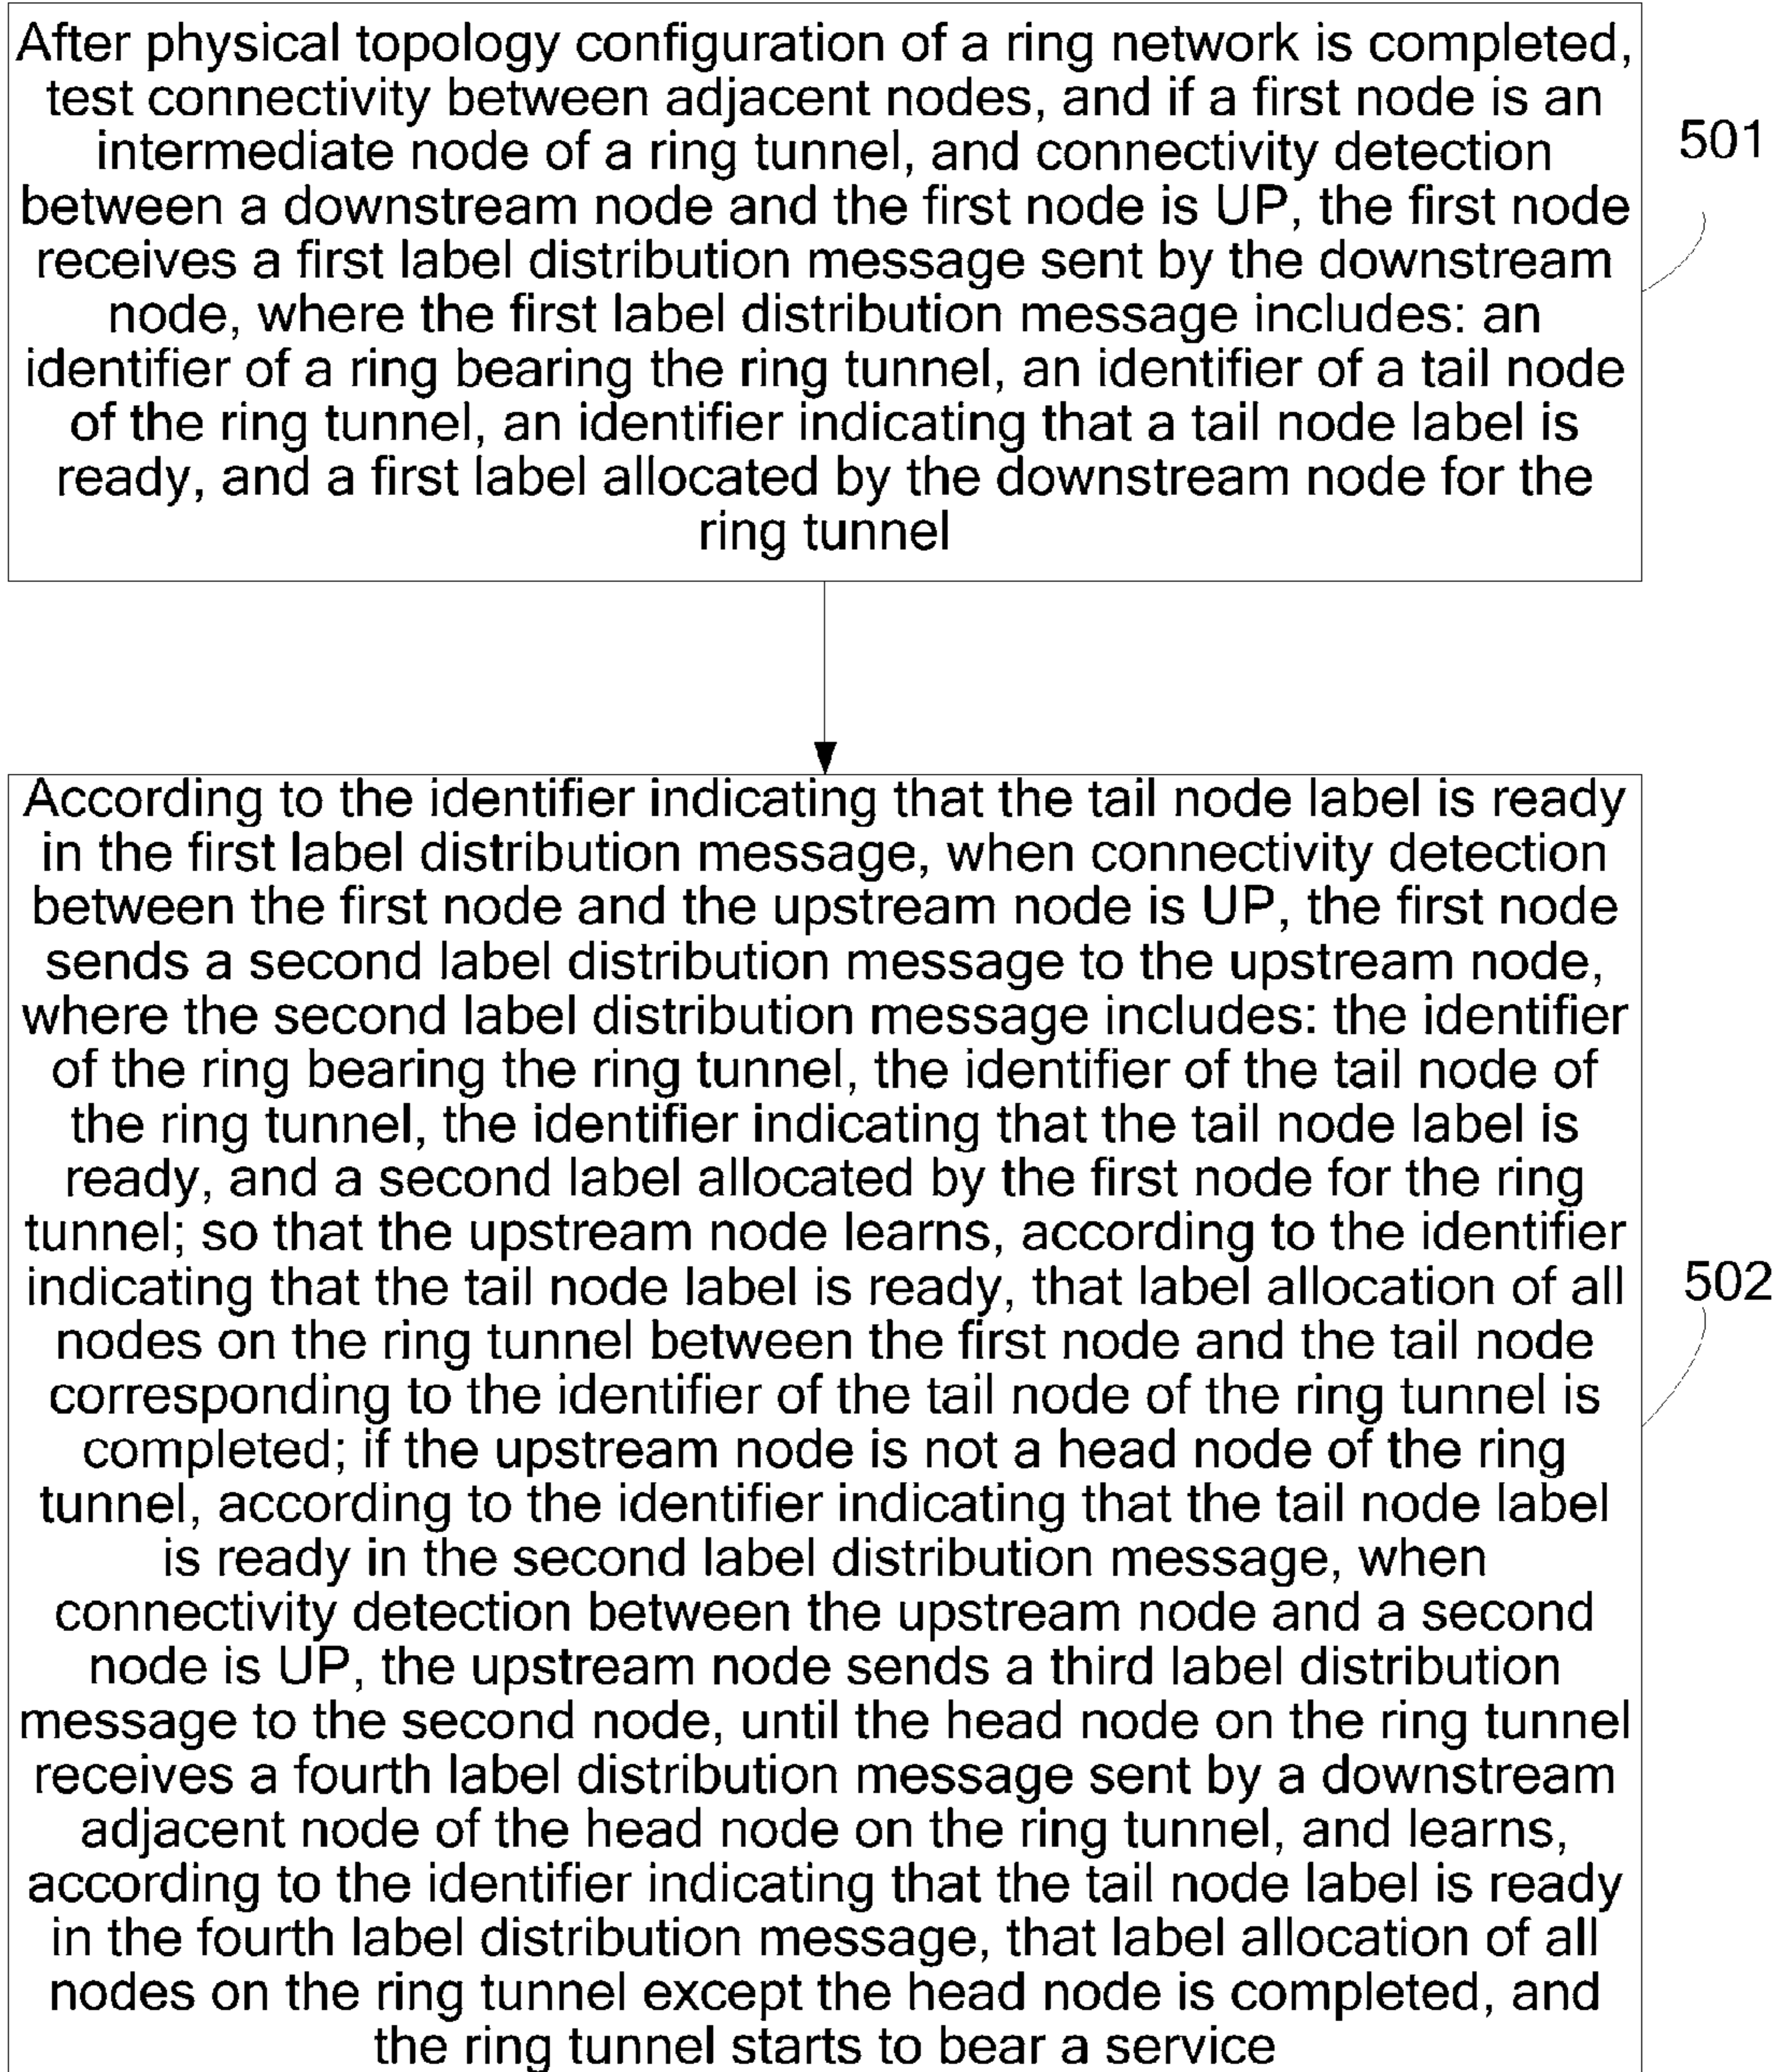 After physical topology configuration of a ring network is completed,
test connectivity between adjacent nodes, and if a first node is an
intermediate node of a ring tunnel, and connectivity detection
between a downstream node and the first node is UP, the first node
receives a first label distribution message sent by the downstream
node, where the first label distribution message includes: an
identifier of a ring bearing the ring tunnel, an identifier of a tail node
of the ring tunnel, an identifier indicating that a tail node label is
ready, and a first label allocated by the downstream node for the
ring tunnel
501
According to the identifier indicating that the tail node label is ready
in the first label distribution message, when connectivity detection
between the first node and the upstream node is UP, the first node
sends a second label distribution message to the upstream node,
where the second label distribution message includes: the identifier
of the ring bearing the ring tunnel, the identifier of the tail node of
the ring tunnel, the identifier indicating that the tail node label is
ready, and a second label allocated by the first node for the ring
tunnel; so that the upstream node learns, according to the identifier
indicating that the tail node label is ready, that label allocation of all
nodes on the ring tunnel between the first node and the tail node
corresponding to the identifier of the tail node of the ring tunnel is
completed; if the upstream node is not a head node of the ring
tunnel, according to the identifier indicating that the tail node label
is ready in the second label distribution message, when
connectivity detection between the upstream node and a second
node is UP, the upstream node sends a third label distribution
message to the second node, until the head node on the ring tunnel
receives a fourth label distribution message sent by a downstream
adjacent node of the head node on the ring tunnel, and learns,
according to the identifier indicating that the tail node label is ready
in the fourth label distribution message, that label allocation of all
nodes on the ring tunnel except the head node is completed, and
the ring tunnel starts to bear a service
502